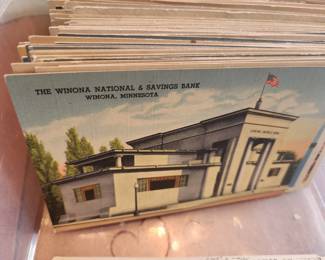 THE WINONA NATIONAL & SAVINGS BANK
WINONA, MINNESOTA